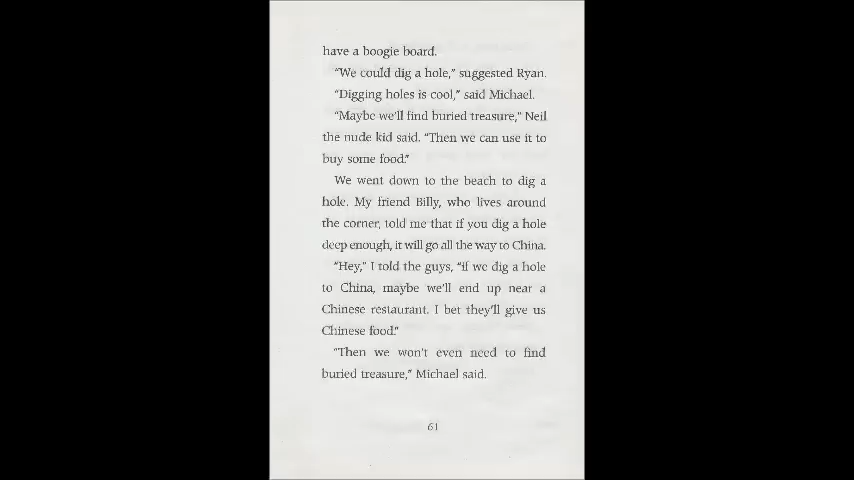 have a boogie board.
“We could dig a hole,” suggested Ryan.
“Digging holes is cool,” said Michael.
“Maybe we’ll find buried treasure,” Neil
the nude kid said. “Then we can use it to
buy some food.”
We went down to the beach to dig a
hole. My friend Billy, who lives around
the corner, told me that if you dig a hole
deep enough, it will go all the way to China.
“Hey,” I told the guys, “if we dig a hole
to China, maybe we’ll end up near a
Chinese restaurant. I bet they’ll give us
Chinese food.”
“Then we won’t even need to find
buried treasure,” Michael said.
61